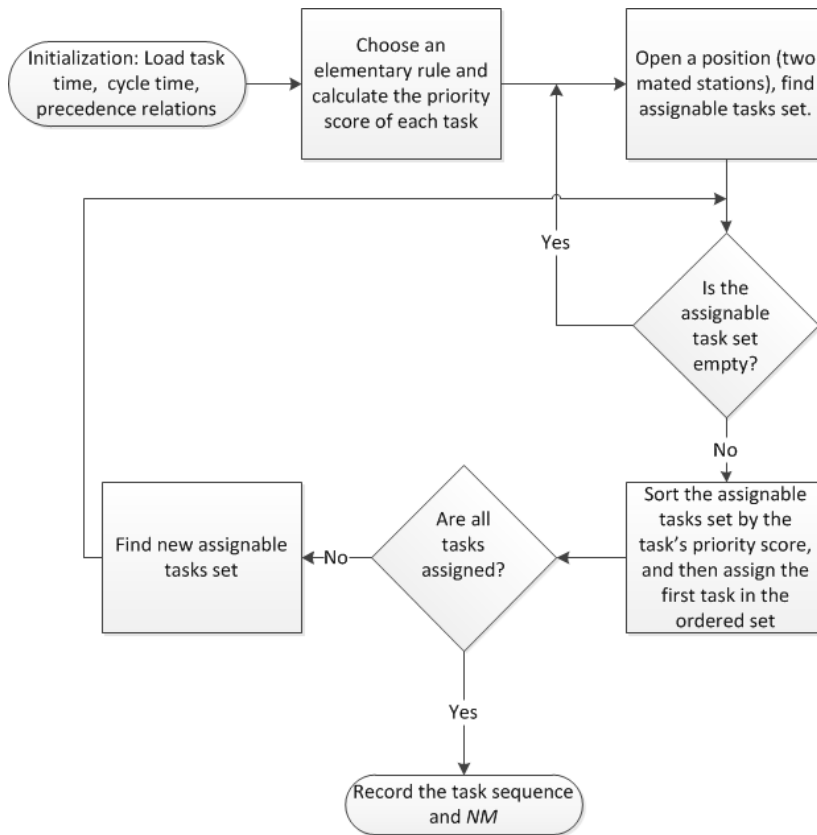 Initialization: Load task
time, cycle time,
precedence relations
Choose an
elementary rule and
calculate the priority
score of each task
Open a position (two
mated stations), find
assignable tasks set.
Yes
Is the
assignable
task set
empty?
No
Sort the assignable
tasks set by the
task's priority score,
and then assign the
first task in the
ordered set
Are all
tasks
assigned?
No
Find new assignable
tasks set
Yes
Record the task sequence
and NM